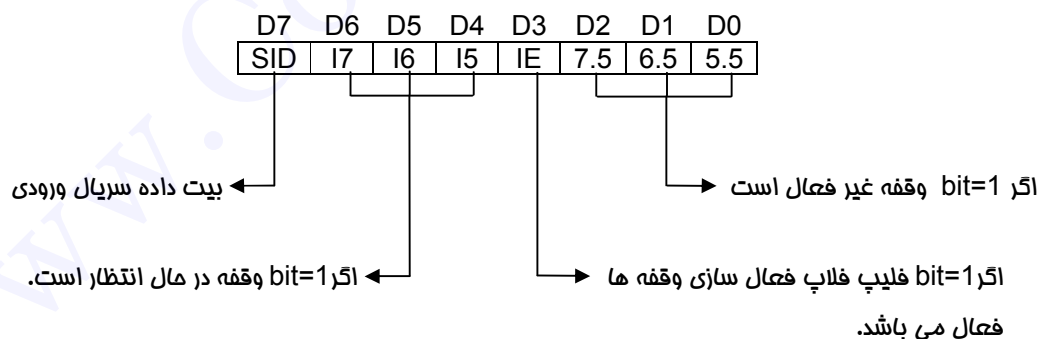 D7 D6 D5 D4 D3 D2 D1 D0
SID I7 I6 I5 IE 7.5 6.5 5.5
بیت داده سریال ورودی
اگر bit=1 وقفه غیر فعال است
اگر bit=1 وقفه در حال انتظار است.
اگر bit=1 فلیپ فلاپ فعال سازی وقفه ها
فعال می باشد.
www.Co